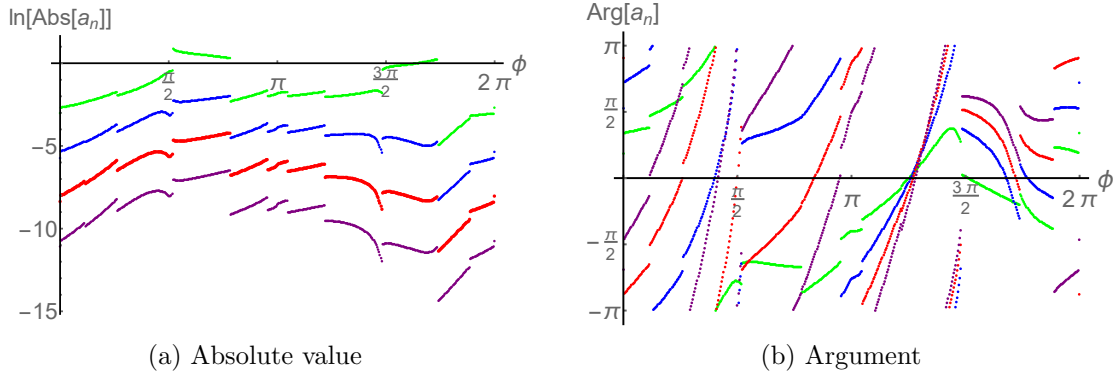 ln[Abs[aₙ]]
ϕ
π/2
π
3π/2
2π
−5
−10
−15
(a) Absolute value
Arg[aₙ]
π
π/2
−π/2
−π
π/2
π
3π/2
2π
ϕ
(b) Argument